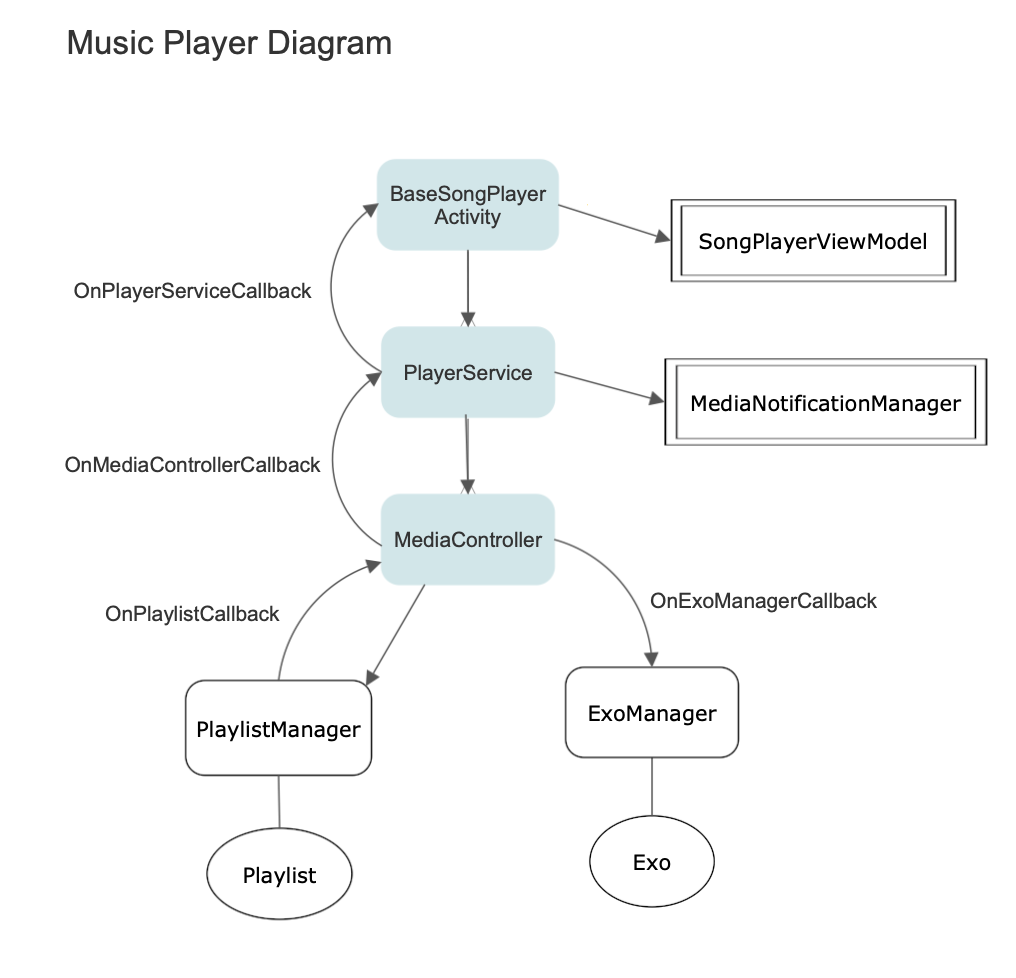 Music Player Diagram
BaseSongPlayer
Activity
SongPlayerViewModel
OnPlayerServiceCallback
PlayerService
MediaNotificationManager
OnMediaControllerCallback
MediaController
OnPlaylistCallback
OnExoManagerCallback
PlaylistManager
ExoManager
Playlist
Exo